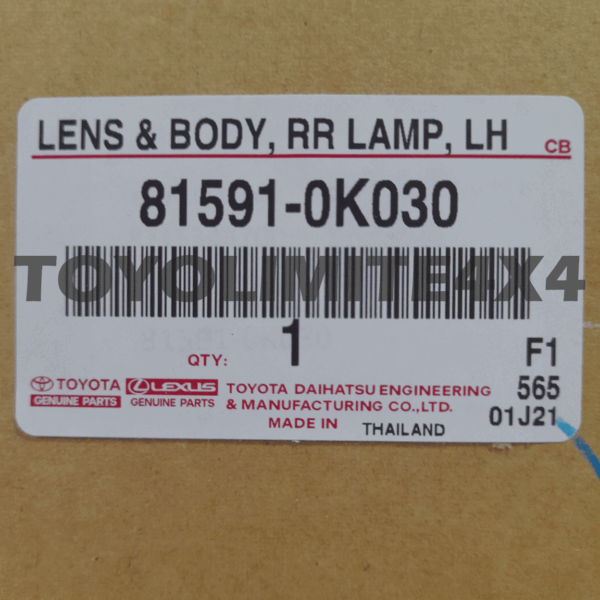 LENS & BODY, RR LAMP, LH CB
81591-0K030
TOYOLIMITE4X4
QTY: 1
F1
TOYOTA LEXUS
GENUINE PARTS GENUINE PARTS
TOYOTA DAIHATSU ENGINEERING
& MANUFACTURING CO.,LTD.
MADE IN THAILAND
565
01J21